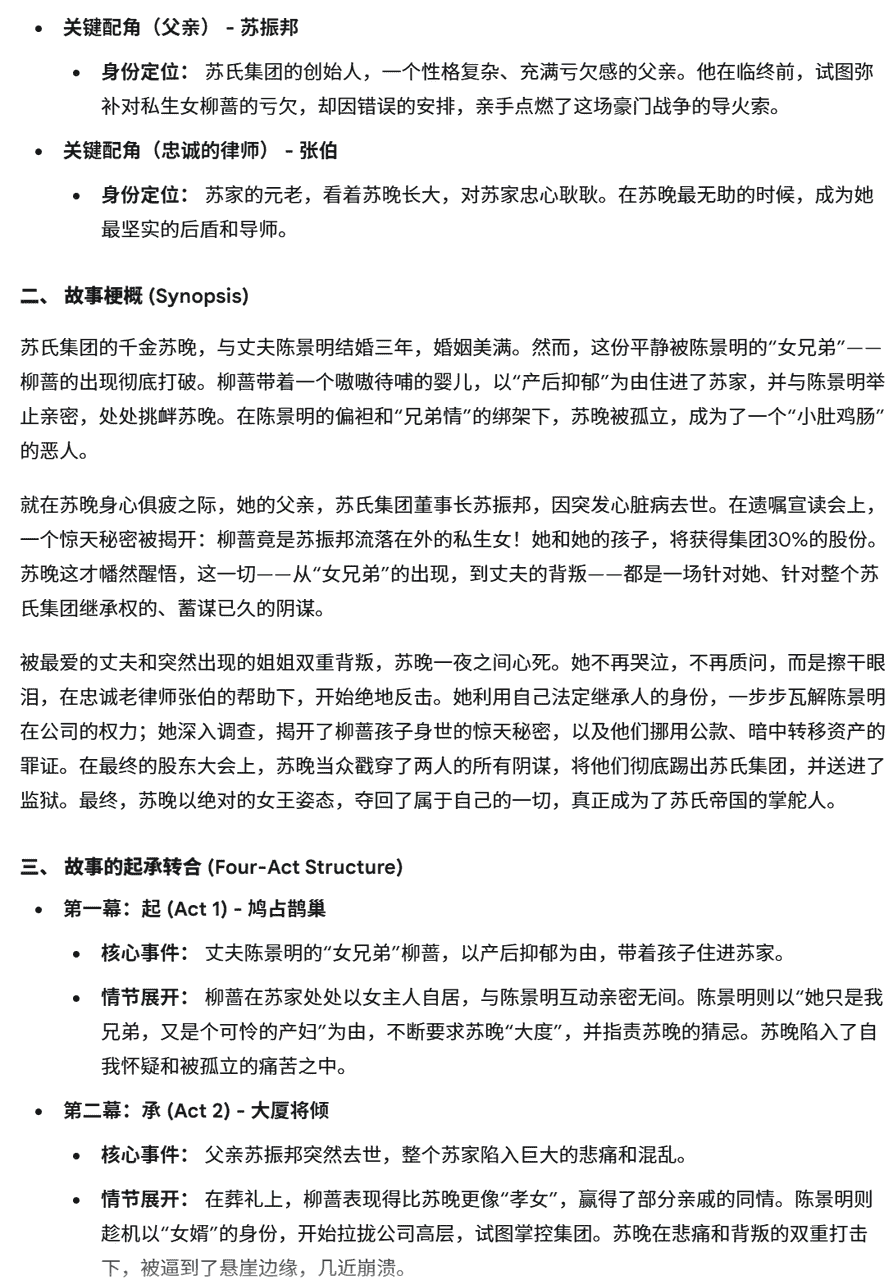 • 关键配角（父亲） - 苏振邦
• 身份定位： 苏氏集团的创始人，一个性格复杂、充满亏欠感的父亲。他在临终前，试图弥
补对私生女柳蔷的亏欠，却因错误的安排，亲手点燃了这场豪门战争的导火索。
• 关键配角（忠诚的律师） - 张伯
• 身份定位： 苏家的元老，看着苏晚长大，对苏家忠心耿耿。在苏晚最无助的时候，成为她
最坚实的后盾和导师。
二、 故事梗概 (Synopsis)
苏氏集团的千金苏晚，与丈夫陈景明结婚三年，婚姻美满。然而，这份平静被陈景明的“女兄弟”——
柳蔷的出现彻底打破。柳蔷带着一个嗷嗷待哺的婴儿，以“产后抑郁”为由住进了苏家，并与陈景明举
止亲密，处处挑衅苏晚。在陈景明的偏袒和“兄弟情”的绑架下，苏晚被孤立，成为了一个“小肚鸡肠”
的恶人。
就在苏晚身心俱疲之际，她的父亲，苏氏集团董事长苏振邦，因突发心脏病去世。在遗嘱宣读会上，
一个惊天秘密被揭开：柳蔷竟是苏振邦流落在外的私生女！她和她的孩子，将获得集团30%的股份。
苏晚这才幡然醒悟，这一切——从“女兄弟”的出现，到丈夫的背叛——都是一场针对她、针对整个苏
氏集团继承权的、蓄谋已久的阴谋。
被最爱的丈夫和突然出现的姐姐双重背叛，苏晚一夜之间心死。她不再哭泣，不再质问，而是擦干眼
泪，在忠诚老律师张伯的帮助下，开始绝地反击。她利用自己法定继承人的身份，一步步瓦解陈景明
在公司的权力；她深入调查，揭开了柳蔷孩子身世的惊天秘密，以及他们挪用公款、暗中转移资产的
罪证。在最终的股东大会上，苏晚当众戳穿了两人的所有阴谋，将他们彻底踢出苏氏集团，并送进了
监狱。最终，苏晚以绝对的女王姿态，夺回了属于自己的一切，真正成为了苏氏帝国的掌舵人。
三、 故事的起承转合 (Four-Act Structure)
• 第一幕：起 (Act 1) - 鸠占鹊巢
• 核心事件： 丈夫陈景明的“女兄弟”柳蔷，以产后抑郁为由，带着孩子住进苏家。
• 情节展开： 柳蔷在苏家处处以女主人自居，与陈景明互动亲密无间。陈景明则以“她只是我
兄弟，又是个可怜的产妇”为由，不断要求苏晚“大度”，并指责苏晚的猜忌。苏晚陷入了自
我怀疑和被孤立的痛苦之中。
• 第二幕：承 (Act 2) - 大厦将倾
• 核心事件： 父亲苏振邦突然去世，整个苏家陷入巨大的悲痛和混乱。
• 情节展开： 在葬礼上，柳蔷表现得比苏晚更像“孝女”，赢得了部分亲戚的同情。陈景明则
趁机以“女婿”的身份，开始拉拢公司高层，试图掌控集团。苏晚在悲痛和背叛的双重打击
下，被逼到了悬崖边缘，几近崩溃。